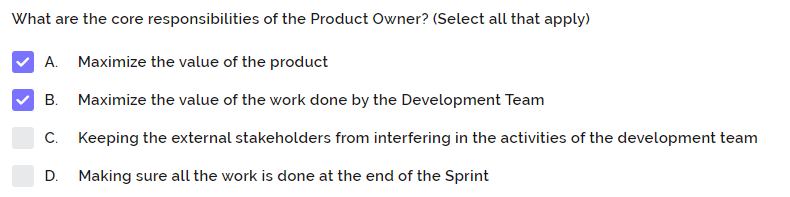 What are the core responsibilities of the Product Owner? (Select all that apply)
A. Maximize the value of the product
B. Maximize the value of the work done by the Development Team
C. Keeping the external stakeholders from interfering in the activities of the development team
D. Making sure all the work is done at the end of the Sprint